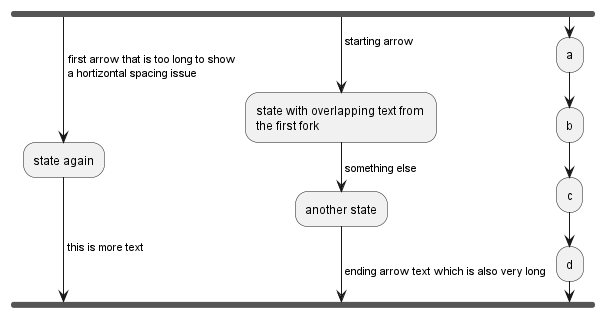 first arrow that is too long to show
a hortizontal spacing issue
state again
this is more text
starting arrow
state with overlapping text from
the first fork
something else
another state
ending arrow text which is also very long
a
b
c
d